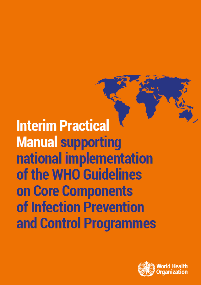 Interim Practical
Manual supporting
national implementation
of the WHO Guidelines
on Core Components
of Infection Prevention
and Control Programmes
World Health
Organization